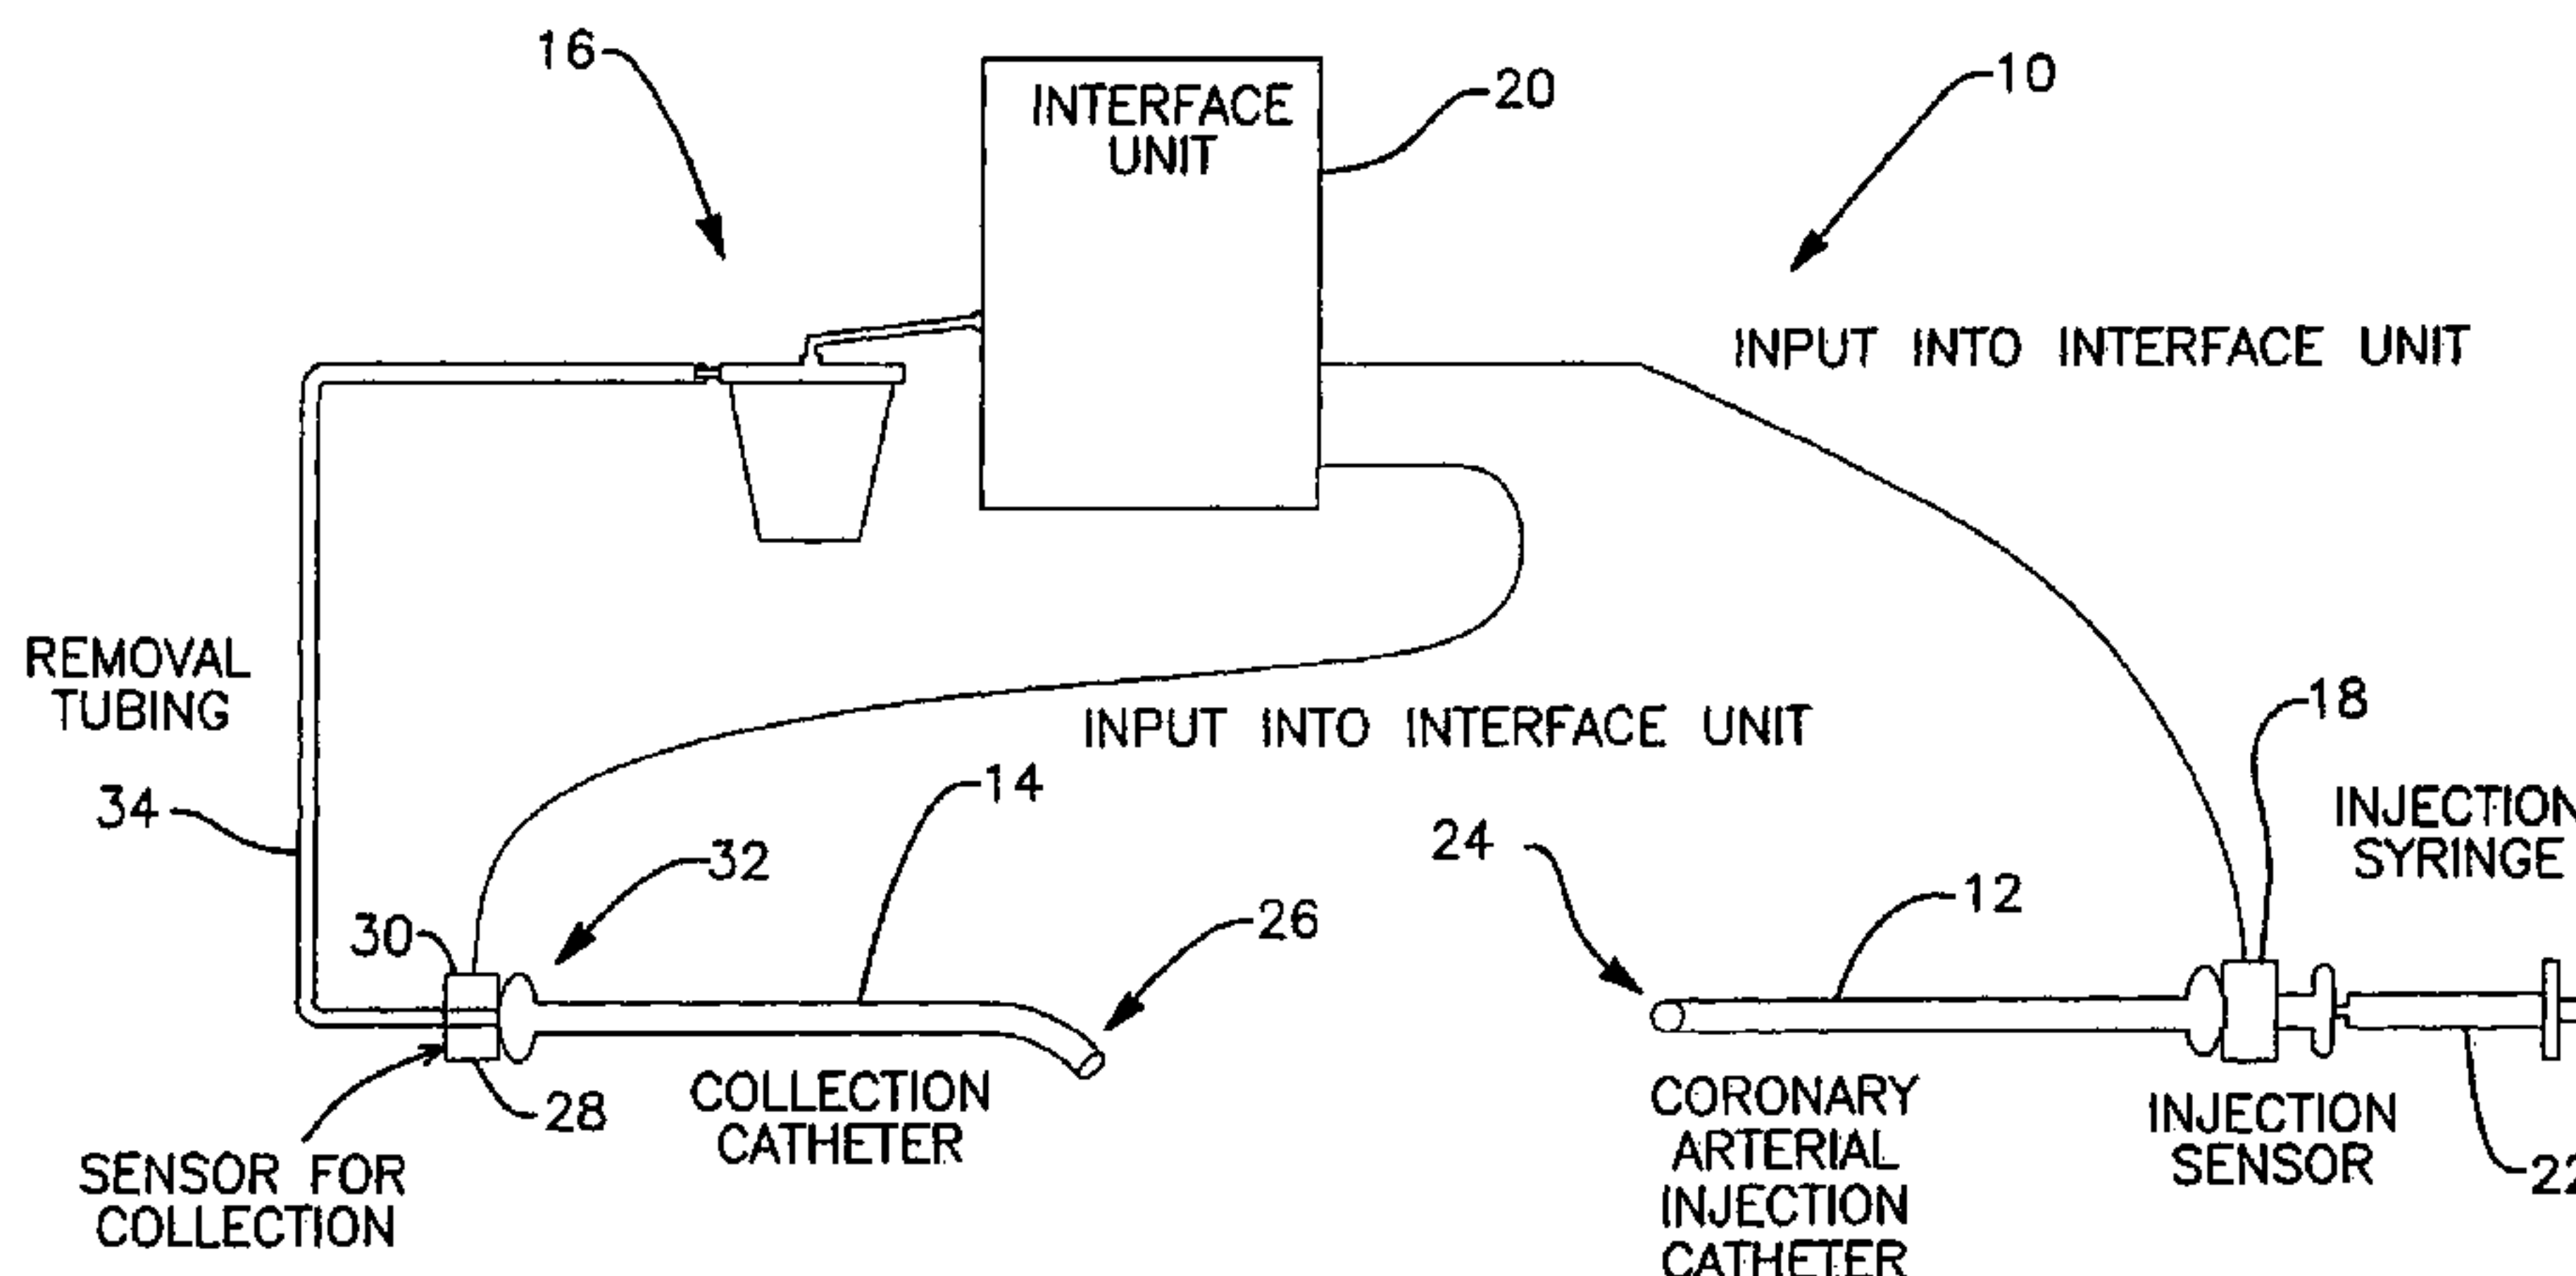 16
INTERFACE
UNIT
20
10
INPUT INTO INTERFACE UNIT
REMOVAL
TUBING
INPUT INTO INTERFACE UNIT
18
34
14
INJECTION
SYRINGE
32
24
30
26
12
28
COLLECTION
CATHETER
SENSOR FOR
COLLECTION
CORONARY
ARTERIAL
INJECTION
CATHETER
INJECTION
SENSOR
22